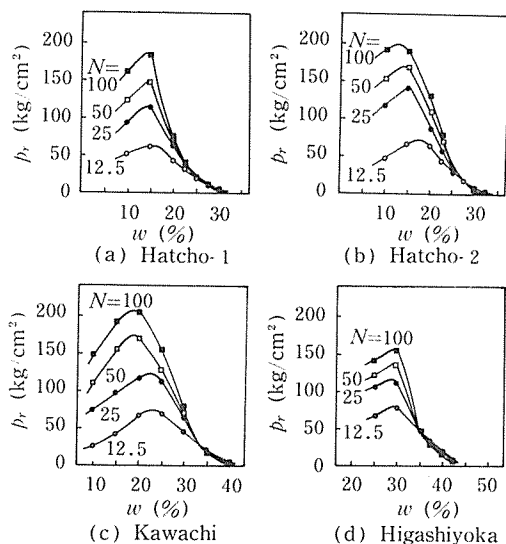 200
150
100
50
0
p_r (kg/cm²)
N=
100
50
25
12.5
10 20 30
w (%)
(a) Hatcho-1
200
150
100
50
0
p_r (kg/cm²)
N=
100
50
25
12.5
10 20 30
w (%)
(b) Hatcho-2
200
150
100
50
0
p_r (kg/cm²)
N=100
50
25
12.5
10 20 30 40
w (%)
(c) Kawachi
200
150
100
50
0
p_r (kg/cm²)
N=100
50
25
12.5
20 30 40 50
w (%)
(d) Higashiyoka